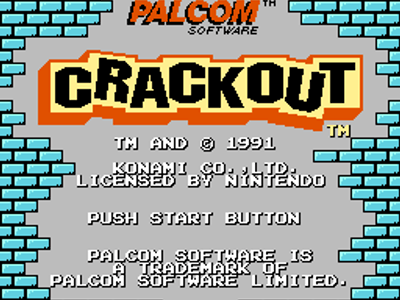 PALCOM TM
SOFTWARE
CRACKOUT
TM
TM AND © 1991
KONAMI CO.,LTD.
LICENSED BY NINTENDO
PUSH START BUTTON
PALCOM SOFTWARE IS
A TRADEMARK OF
PALCOM SOFTWARE LIMITED.